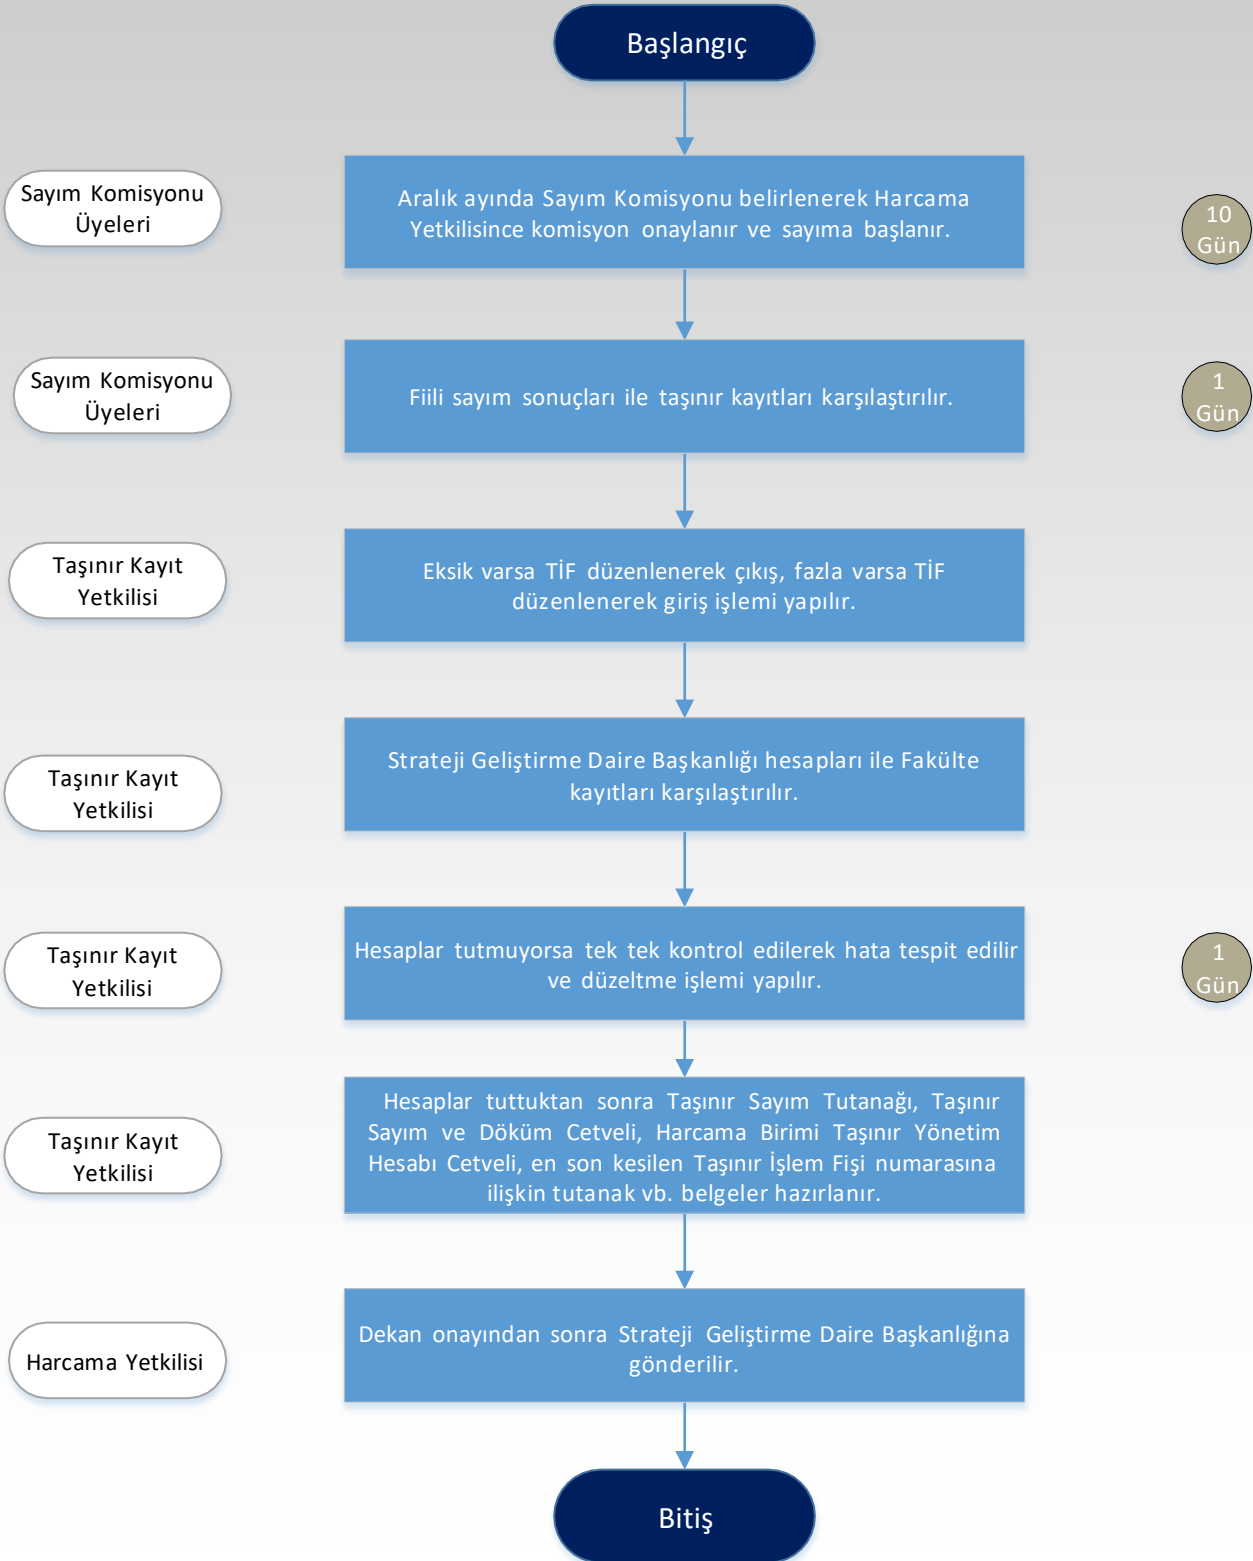 Başlangıç
Sayım Komisyonu
Üyeleri
Aralık ayında Sayım Komisyonu belirlenerek Harcama
Yetkilisince komisyon onaylanır ve sayıma başlanır.
10
Gün
Sayım Komisyonu
Üyeleri
Fiili sayım sonuçları ile taşınır kayıtları karşılaştırılır.
1
Gün
Taşınır Kayıt
Yetkilisi
Eksik varsa TİF düzenlenerek çıkış, fazla varsa TİF
düzenlenerek giriş işlemi yapılır.
Taşınır Kayıt
Yetkilisi
Strateji Geliştirme Daire Başkanlığı hesapları ile Fakülte
kayıtları karşılaştırılır.
Taşınır Kayıt
Yetkilisi
Hesaplar tutmuyorsa tek tek kontrol edilerek hata tespit edilir
ve düzeltme işlemi yapılır.
1
Gün
Taşınır Kayıt
Yetkilisi
Hesaplar tuttuktan sonra Taşınır Sayım Tutanağı, Taşınır
Sayım ve Döküm Cetveli, Harcama Birimi Taşınır Yönetim
Hesabı Cetveli, en son kesilen Taşınır İşlem Fişi numarasına
ilişkin tutanak vb. belgeler hazırlanır.
Harcama Yetkilisi
Dekan onayından sonra Strateji Geliştirme Daire Başkanlığına
gönderilir.
Bitiş